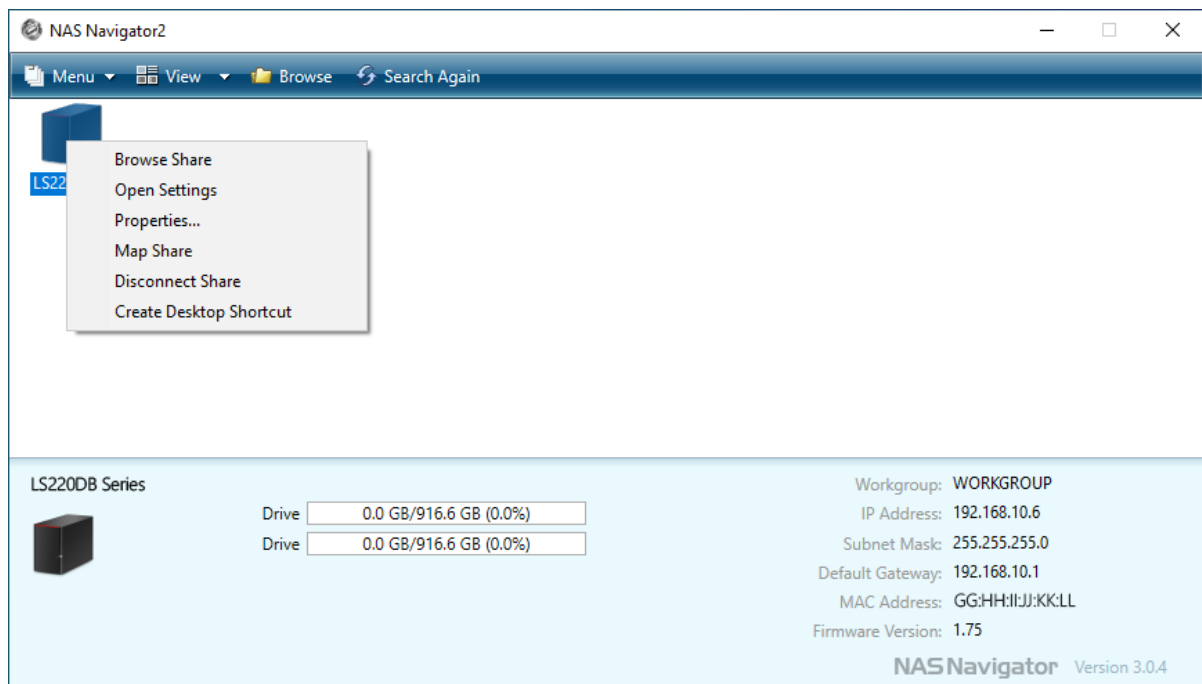 NAS Navigator2
Menu View Browse Search Again
LS22
Browse Share
Open Settings
Properties...
Map Share
Disconnect Share
Create Desktop Shortcut
LS220DB Series
Drive 0.0 GB/916.6 GB (0.0%)
Drive 0.0 GB/916.6 GB (0.0%)
Workgroup: WORKGROUP
IP Address: 192.168.10.6
Subnet Mask: 255.255.255.0
Default Gateway: 192.168.10.1
MAC Address: GG:HH:II:JJ:KK:LL
Firmware Version: 1.75
NAS Navigator Version 3.0.4